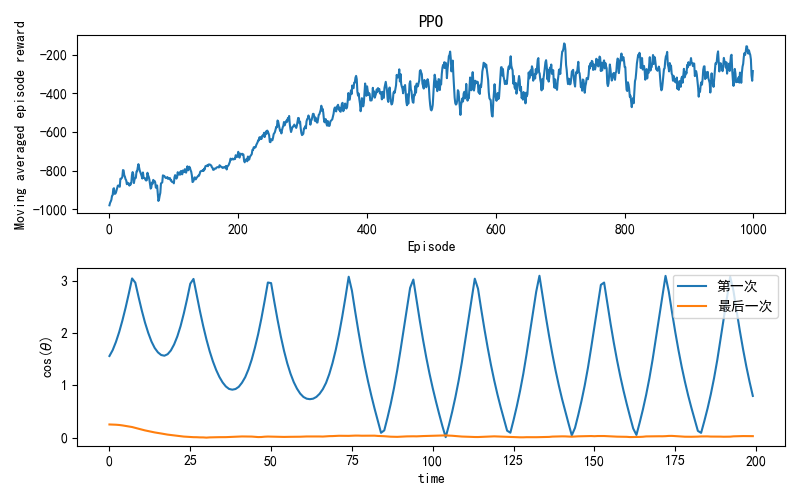 PPO
Moving averaged episode reward
-200
-400
-600
-800
-1000
0 200 400 600 800 1000
Episode
cos(θ)
3
2
1
0
第一次
最后一次
0 25 50 75 100 125 150 175 200
time